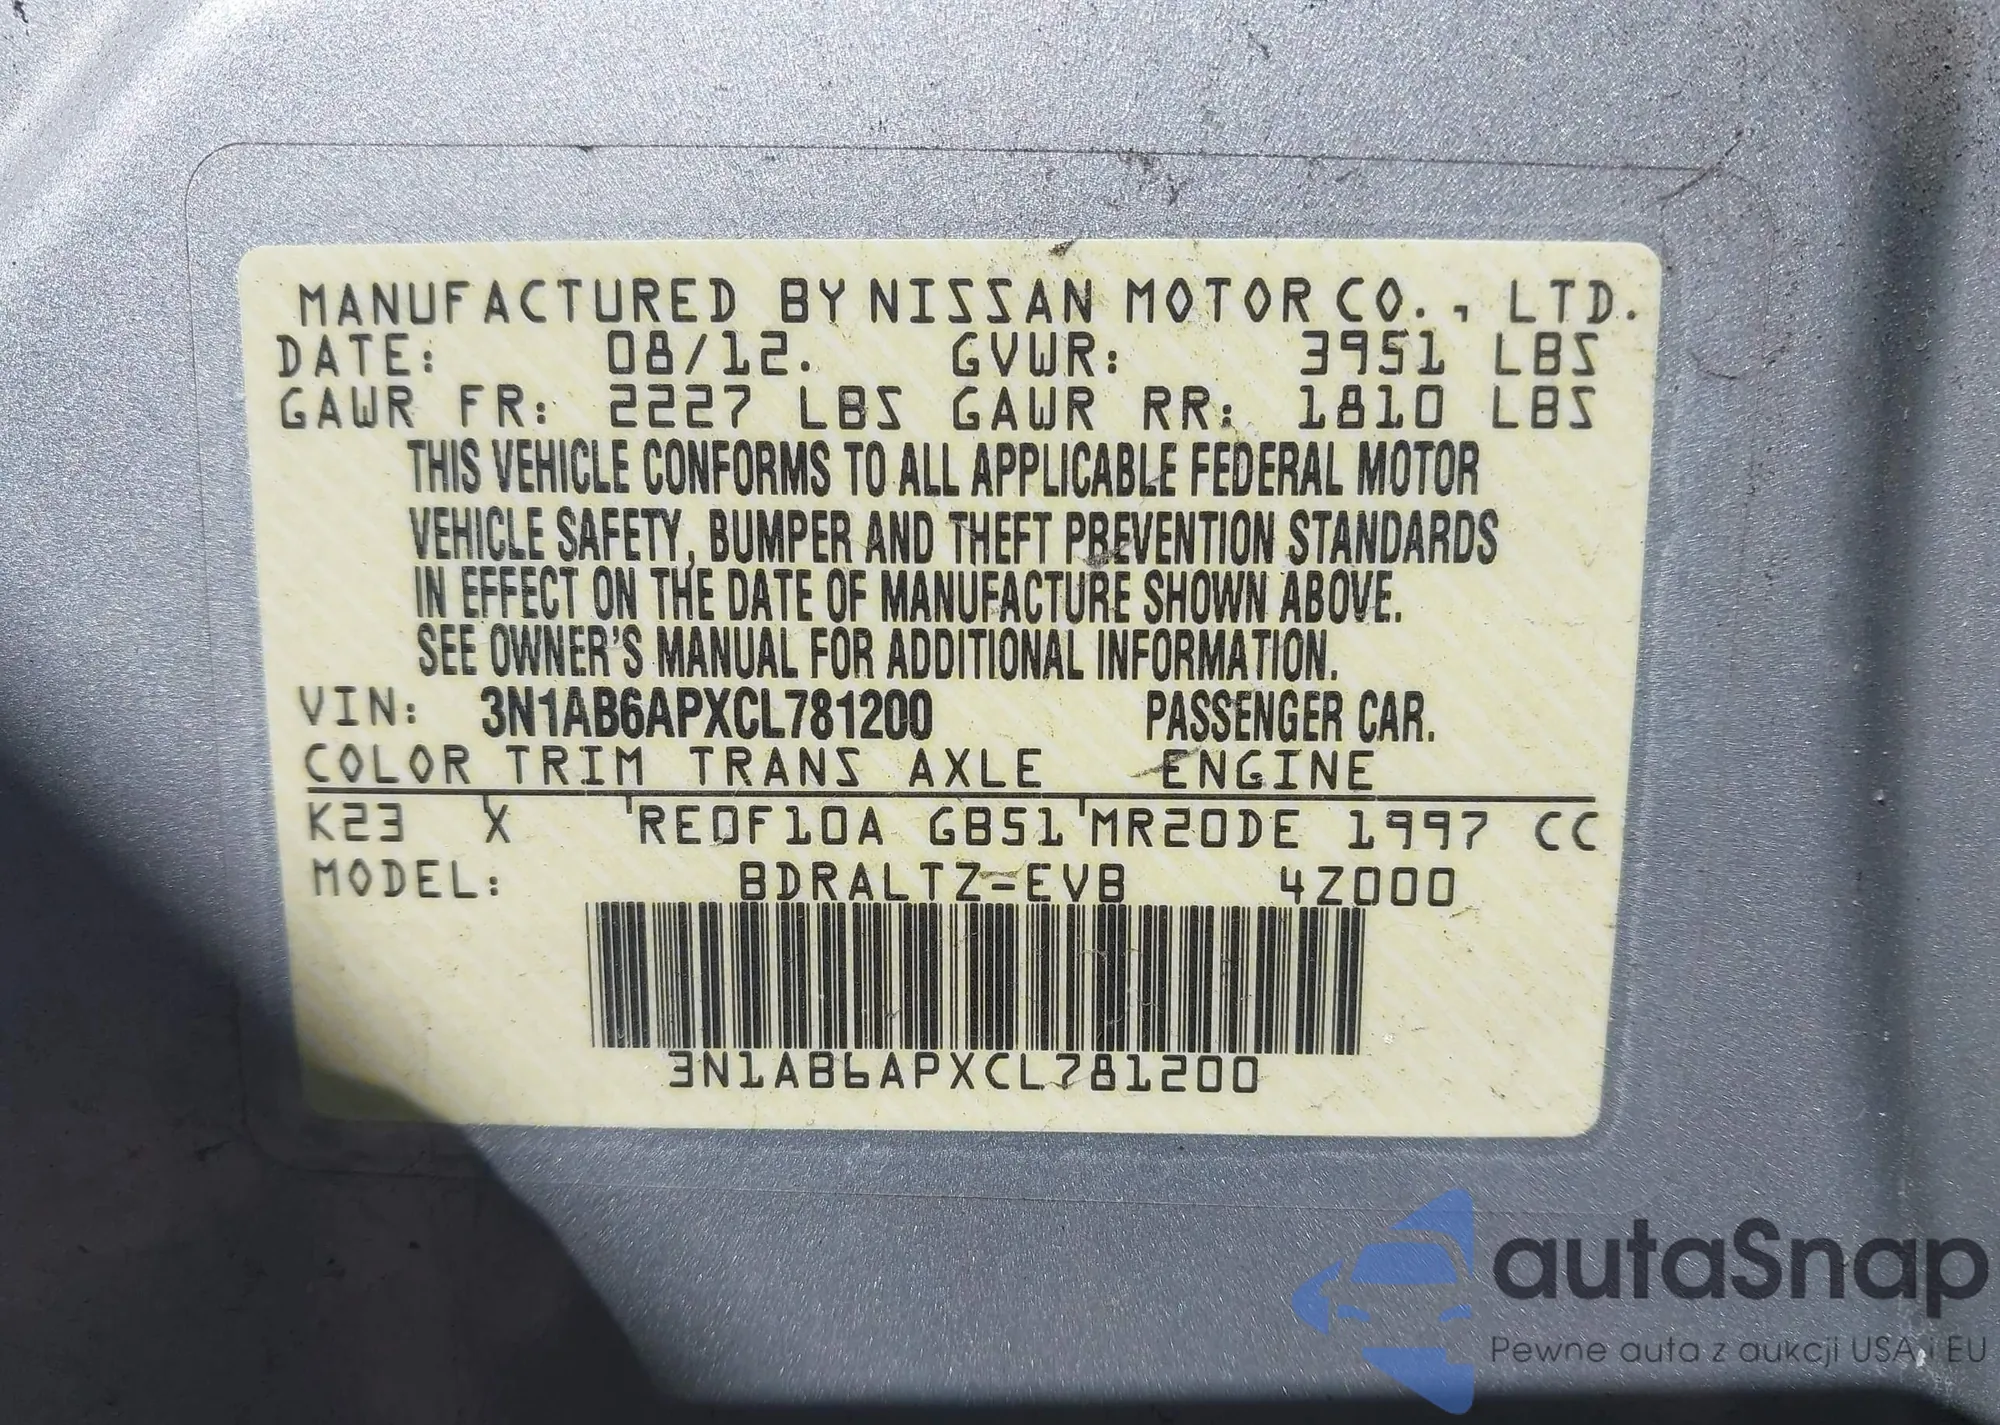 MANUFACTURED BY NISSAN MOTOR CO., LTD.
DATE: 08/12. GVWR: 3951 LBS
GAWR FR: 2227 LBS GAWR RR: 1810 LBS
THIS VEHICLE CONFORMS TO ALL APPLICABLE FEDERAL MOTOR
VEHICLE SAFETY, BUMPER AND THEFT PREVENTION STANDARDS
IN EFFECT ON THE DATE OF MANUFACTURE SHOWN ABOVE.
SEE OWNER'S MANUAL FOR ADDITIONAL INFORMATION.
VIN: 3N1AB6APXCL781200 PASSENGER CAR.
COLOR TRIM TRANS AXLE ENGINE
K23 X RE0F10A GB51 MR20DE 1997 CC
MODEL: BDRALTZ-EVB 4Z000
3N1AB6APXCL781200
autaSnap
Pewne auta z aukcji USA i EU